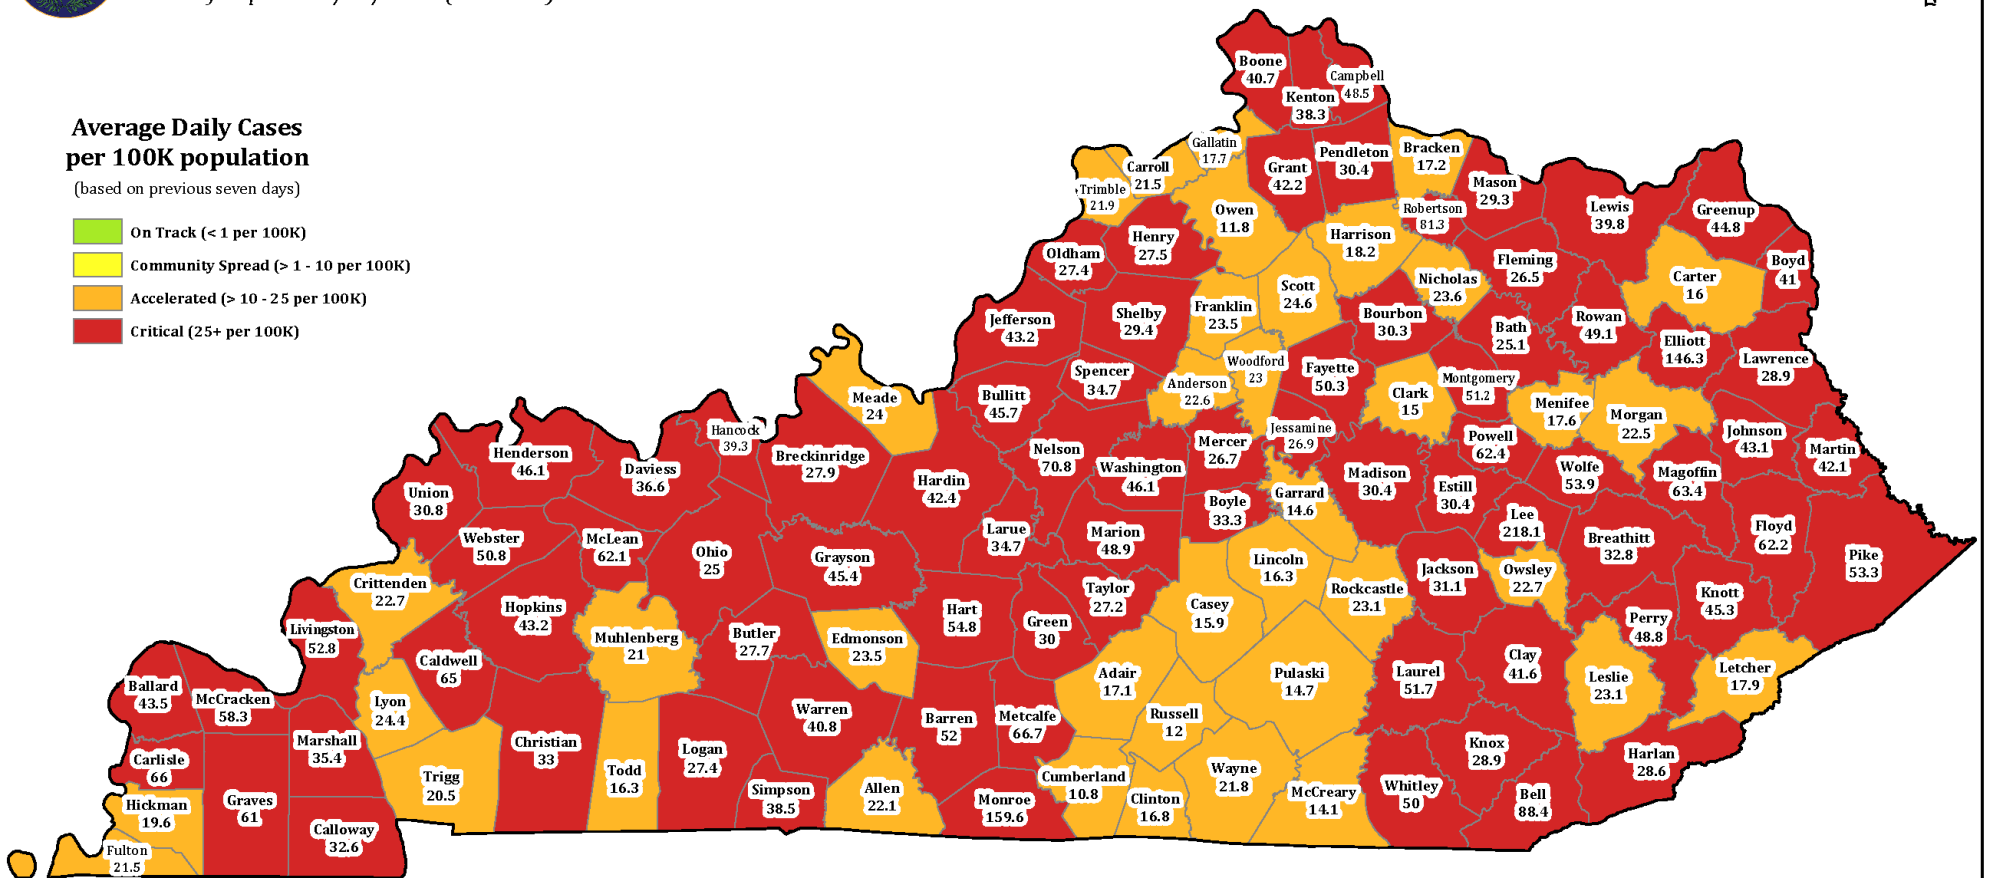 Average Daily Cases
per 100K population
(based on previous seven days)
On Track (< 1 per 100K)
Community Spread (> 1 - 10 per 100K)
Accelerated (> 10 - 25 per 100K)
Critical (25+ per 100K)
Boone
40.7
Campbell
48.5
Kenton
38.3
Gallatin
17.7
Carroll
21.5
Trimble
21.9
Grant
42.2
Pendleton
30.4
Bracken
17.2
Mason
29.3
Robertson
81.3
Lewis
39.8
Greenup
44.8
Owen
11.8
Harrison
18.2
Henry
27.5
Oldham
27.4
Fleming
26.5
Carter
16
Boyd
41
Nicholas
23.6
Scott
24.6
Franklin
23.5
Bourbon
30.3
Shelby
29.4
Jefferson
43.2
Bath
25.1
Rowan
49.1
Elliott
146.3
Lawrence
28.9
Woodford
23
Fayette
50.3
Spencer
34.7
Anderson
22.6
Clark
15
Montgomery
51.2
Menifee
17.6
Morgan
22.5
Bullitt
45.7
Meade
24
Jessamine
26.9
Mercer
26.7
Powell
62.4
Johnson
43.1
Martin
42.1
Hancock
39.3
Breckinridge
27.9
Nelson
70.8
Washington
46.1
Henderson
46.1
Daviess
36.6
Hardin
42.4
Madison
30.4
Estill
30.4
Wolfe
53.9
Magoffin
63.4
Union
30.8
Boyle
33.3
Garrard
14.6
Lee
218.1
Breathitt
32.8
Floyd
62.2
Webster
50.8
McLean
62.1
Ohio
25
Grayson
45.4
Larue
34.7
Marion
48.9
Lincoln
16.3
Pike
53.3
Crittenden
22.7
Jackson
31.1
Owsley
22.7
Rockcastle
23.1
Taylor
27.2
Knott
45.3
Hopkins
43.2
Hart
54.8
Green
30
Casey
15.9
Perry
48.8
Livingston
52.8
Muhlenberg
21
Butler
27.7
Edmonson
23.5
Caldwell
65
Adair
17.1
Pulaski
14.7
Laurel
51.7
Clay
41.6
Leslie
23.1
Letcher
17.9
Ballard
43.5
McCracken
58.3
Lyon
24.4
Warren
40.8
Barren
52
Metcalfe
66.7
Russell
12
Marshall
35.4
Christian
33
Logan
27.4
Knox
28.9
Harlan
28.6
Carlisle
66
Trigg
20.5
Todd
16.3
Simpson
38.5
Allen
22.1
Monroe
159.6
Cumberland
10.8
Clinton
16.8
Wayne
21.8
McCreary
14.1
Whitley
50
Bell
88.4
Hickman
19.6
Graves
61
Calloway
32.6
Fulton
21.5